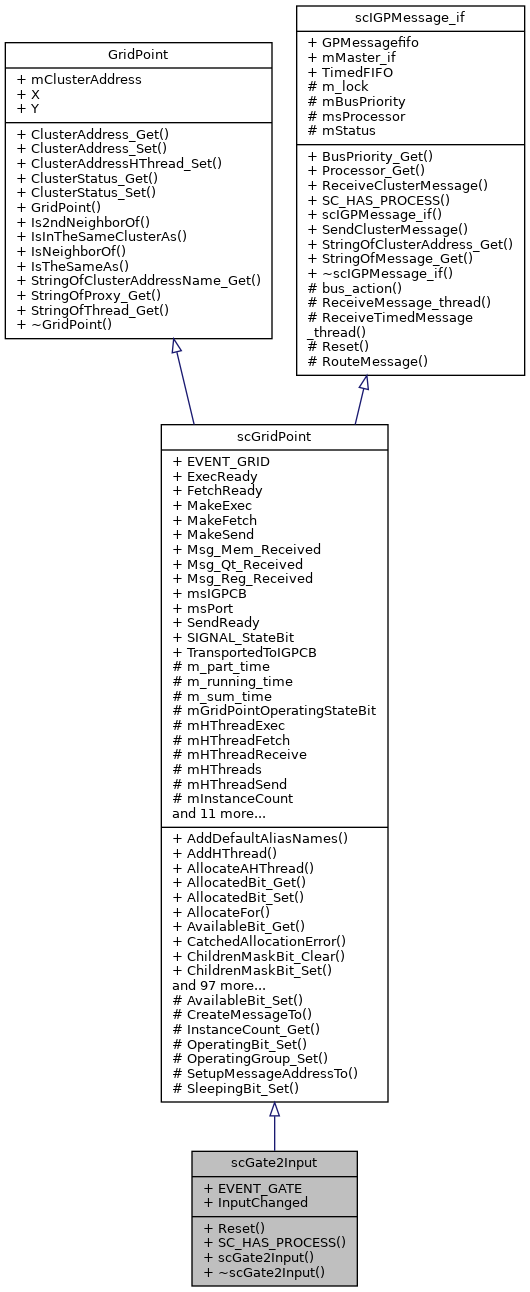 GridPoint
+ mClusterAddress
+ X
+ Y
+ ClusterAddress_Get()
+ ClusterAddress_Set()
+ ClusterAddressHThread_Set()
+ ClusterStatus_Get()
+ ClusterStatus_Set()
+ GridPoint()
+ Is2ndNeighborOf()
+ IsInTheSameClusterAs()
+ IsNeighborOf()
+ IsTheSameAs()
+ StringOfClusterAddressName_Get()
+ StringOfProxy_Get()
+ StringOfThread_Get()
+ ~GridPoint()
scIGPMessage_if
+ GPMessagefifo
+ mMaster_if
+ TimedFIFO
# m_lock
# mBusPriority
# msProcessor
# mStatus
+ BusPriority_Get()
+ Processor_Get()
+ ReceiveClusterMessage()
+ SC_HAS_PROCESS()
+ scIGPMessage_if()
+ SendClusterMessage()
+ StringOfClusterAddress_Get()
+ StringOfMessage_Get()
+ ~scIGPMessage_if()
# bus_action()
# ReceiveMessage_thread()
# ReceiveTimedMessage
_thread()
# Reset()
# RouteMessage()
scGridPoint
+ EVENT_GRID
+ ExecReady
+ FetchReady
+ MakeExec
+ MakeFetch
+ MakeSend
+ Msg_Mem_Received
+ Msg_Qt_Received
+ Msg_Reg_Received
+ msIGPCB
+ msPort
+ SendReady
+ SIGNAL_StateBit
+ TransportedToIGPCB
# m_part_time
# m_running_time
# m_sum_time
# mGridPointOperatingStateBit
# mHThreadExec
# mHThreadFetch
# mHThreadReceive
# mHThreads
# mHThreadSend
# mInstanceCount
and 11 more...
+ AddDefaultAliasNames()
+ AddHThread()
+ AllocateAHThread()
+ AllocatedBit_Get()
+ AllocatedBit_Set()
+ AllocateFor()
+ AvailableBit_Get()
+ CatchedAllocationError()
+ ChildrenMaskBit_Clear()
+ ChildrenMaskBit_Set()
and 97 more...
# AvailableBit_Set()
# CreateMessageTo()
# InstanceCount_Get()
# OperatingBit_Set()
# OperatingGroup_Set()
# SetupMessageAddressTo()
# SleepingBit_Set()
scGate2Input
+ EVENT_GATE
+ InputChanged
+ Reset()
+ SC_HAS_PROCESS()
+ scGate2Input()
+ ~scGate2Input()